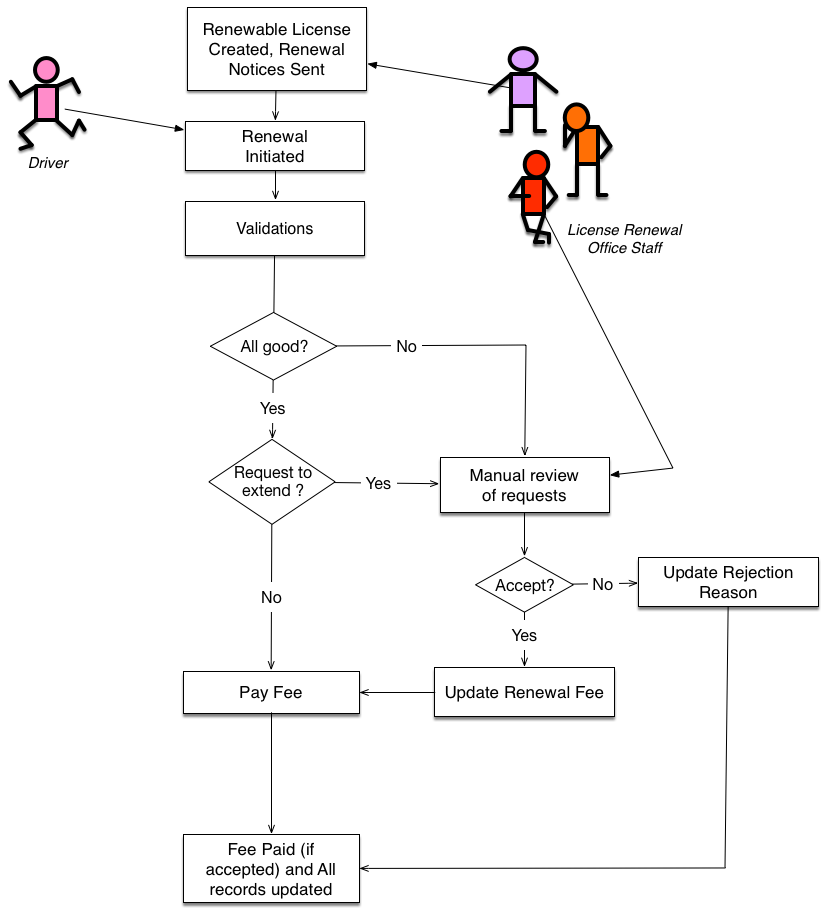 Renewable License
Created, Renewal
Notices Sent
Renewal
Initiated
Driver
Validations
License Renewal
Office Staff
All good?
No
Yes
Request to
extend ?
Yes
Manual review
of requests
Accept?
No
Update Rejection
Reason
No
Yes
Pay Fee
Update Renewal Fee
Fee Paid (if
accepted) and All
records updated